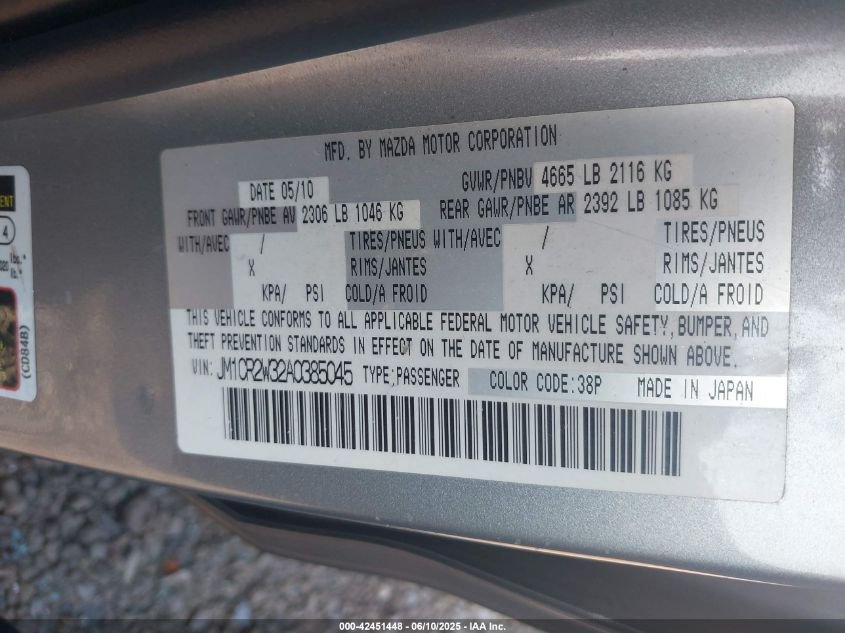 MFD. BY MAZDA MOTOR CORPORATION
DATE 05/10 GVWR/PNBV 4665 LB 2116 KG
FRONT GAWR/PNBE AV 2306 LB 1046 KG REAR GAWR/PNBE AR 2392 LB 1085 KG
WITH/AVEC / TIRES/PNEUS WITH/AVEC / TIRES/PNEUS
X RIMS/JANTES X RIMS/JANTES
KPA/ PSI COLD/A FROID KPA/ PSI COLD/A FROID
THIS VEHICLE CONFORMS TO ALL APPLICABLE FEDERAL MOTOR VEHICLE SAFETY, BUMPER, AND
THEFT PREVENTION STANDARDS IN EFFECT ON THE DATE OF MANUFACTURE SHOWN ABOVE.
VIN: JM1CR2W32A0385045 TYPE:PASSENGER COLOR CODE:38P MADE IN JAPAN
4
(CD84B)
000-42451448 - 06/10/2025 - IAA Inc.